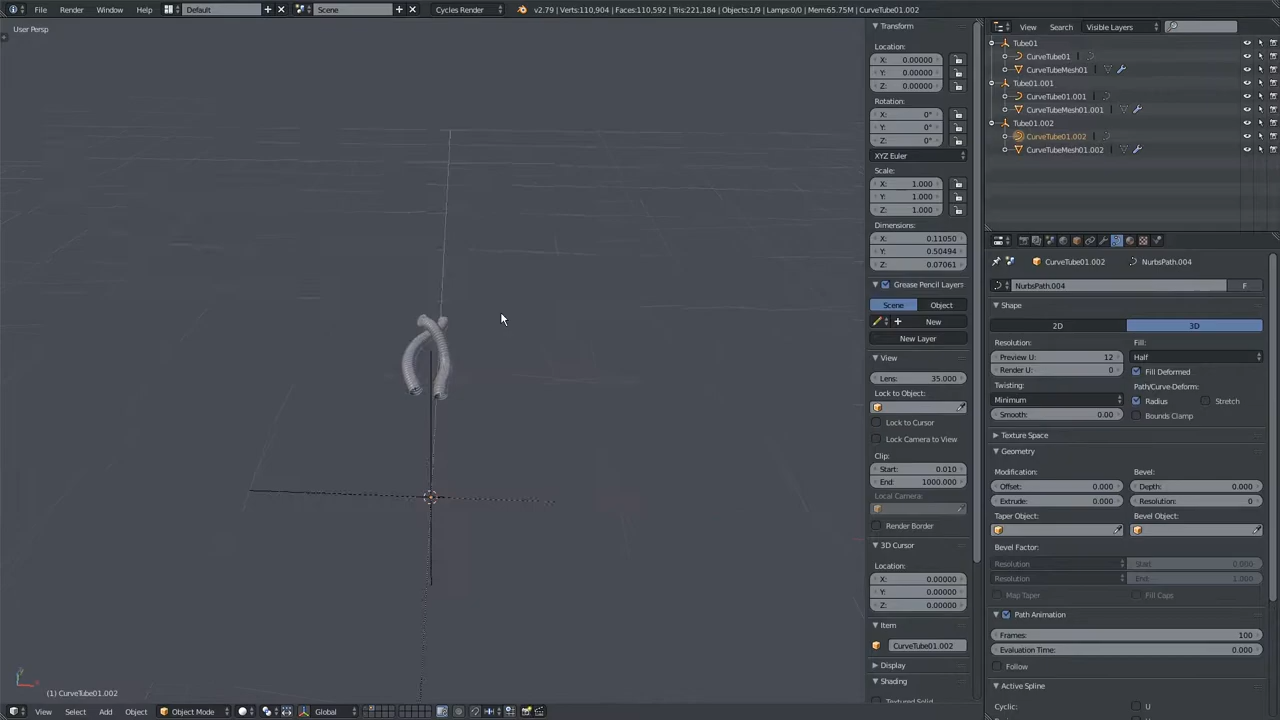 File Render Window Help Default Scene Cycles Render v2.79 | Verts:110,904 | Faces:110,592 | Tris:221,184 | Objects:1/9 | Lamps:0/0 | Mem:65.75M | CurveTube01.002
User Persp
Transform
Location:
X: 0.00000
Y: 0.00000
Z: 0.00000
Rotation:
X: 0°
Y: 0°
Z: 0°
XYZ Euler
Scale:
X: 1.000
Y: 1.000
Z: 1.000
Dimensions:
X: 0.11050
Y: 0.50494
Z: 0.07061
Grease Pencil Layers
Scene Object
New
New Layer
View
Lens: 35.000
Lock to Object:
Lock to Cursor
Lock Camera to View
Clip:
Start: 0.010
End: 1000.000
Local Camera:
Render Border
3D Cursor
Location:
X: 0.00000
Y: 0.00000
Z: 0.00000
Item
CurveTube01.002
Display
Shading
Textured Solid
View Search Visible Layers
Tube01
CurveTube01
CurveTubeMesh01
Tube01.001
CurveTube01.001
CurveTubeMesh01.001
Tube01.002
CurveTube01.002
CurveTubeMesh01.002
CurveTube01.002 NurbsPath.004
NurbsPath.004 F
Shape
2D 3D
Resolution: Fill:
Preview U: 12 Half
Render U: 0 Fill Deformed
Twisting: Path/Curve-Deform:
Minimum Radius Stretch
Smooth: 0.00 Bounds Clamp
Texture Space
Geometry
Modification: Bevel:
Offset: 0.000 Depth: 0.000
Extrude: 0.000 Resolution: 0
Taper Object: Bevel Object:
Bevel Factor:
Resolution Start 0.000
Resolution End 1.000
Map Taper Fill Caps
Path Animation
Frames: 100
Evaluation Time: 0.000
Follow
Active Spline
Cyclic: U
(1) CurveTube01.002
View Select Add Object Object Mode Global